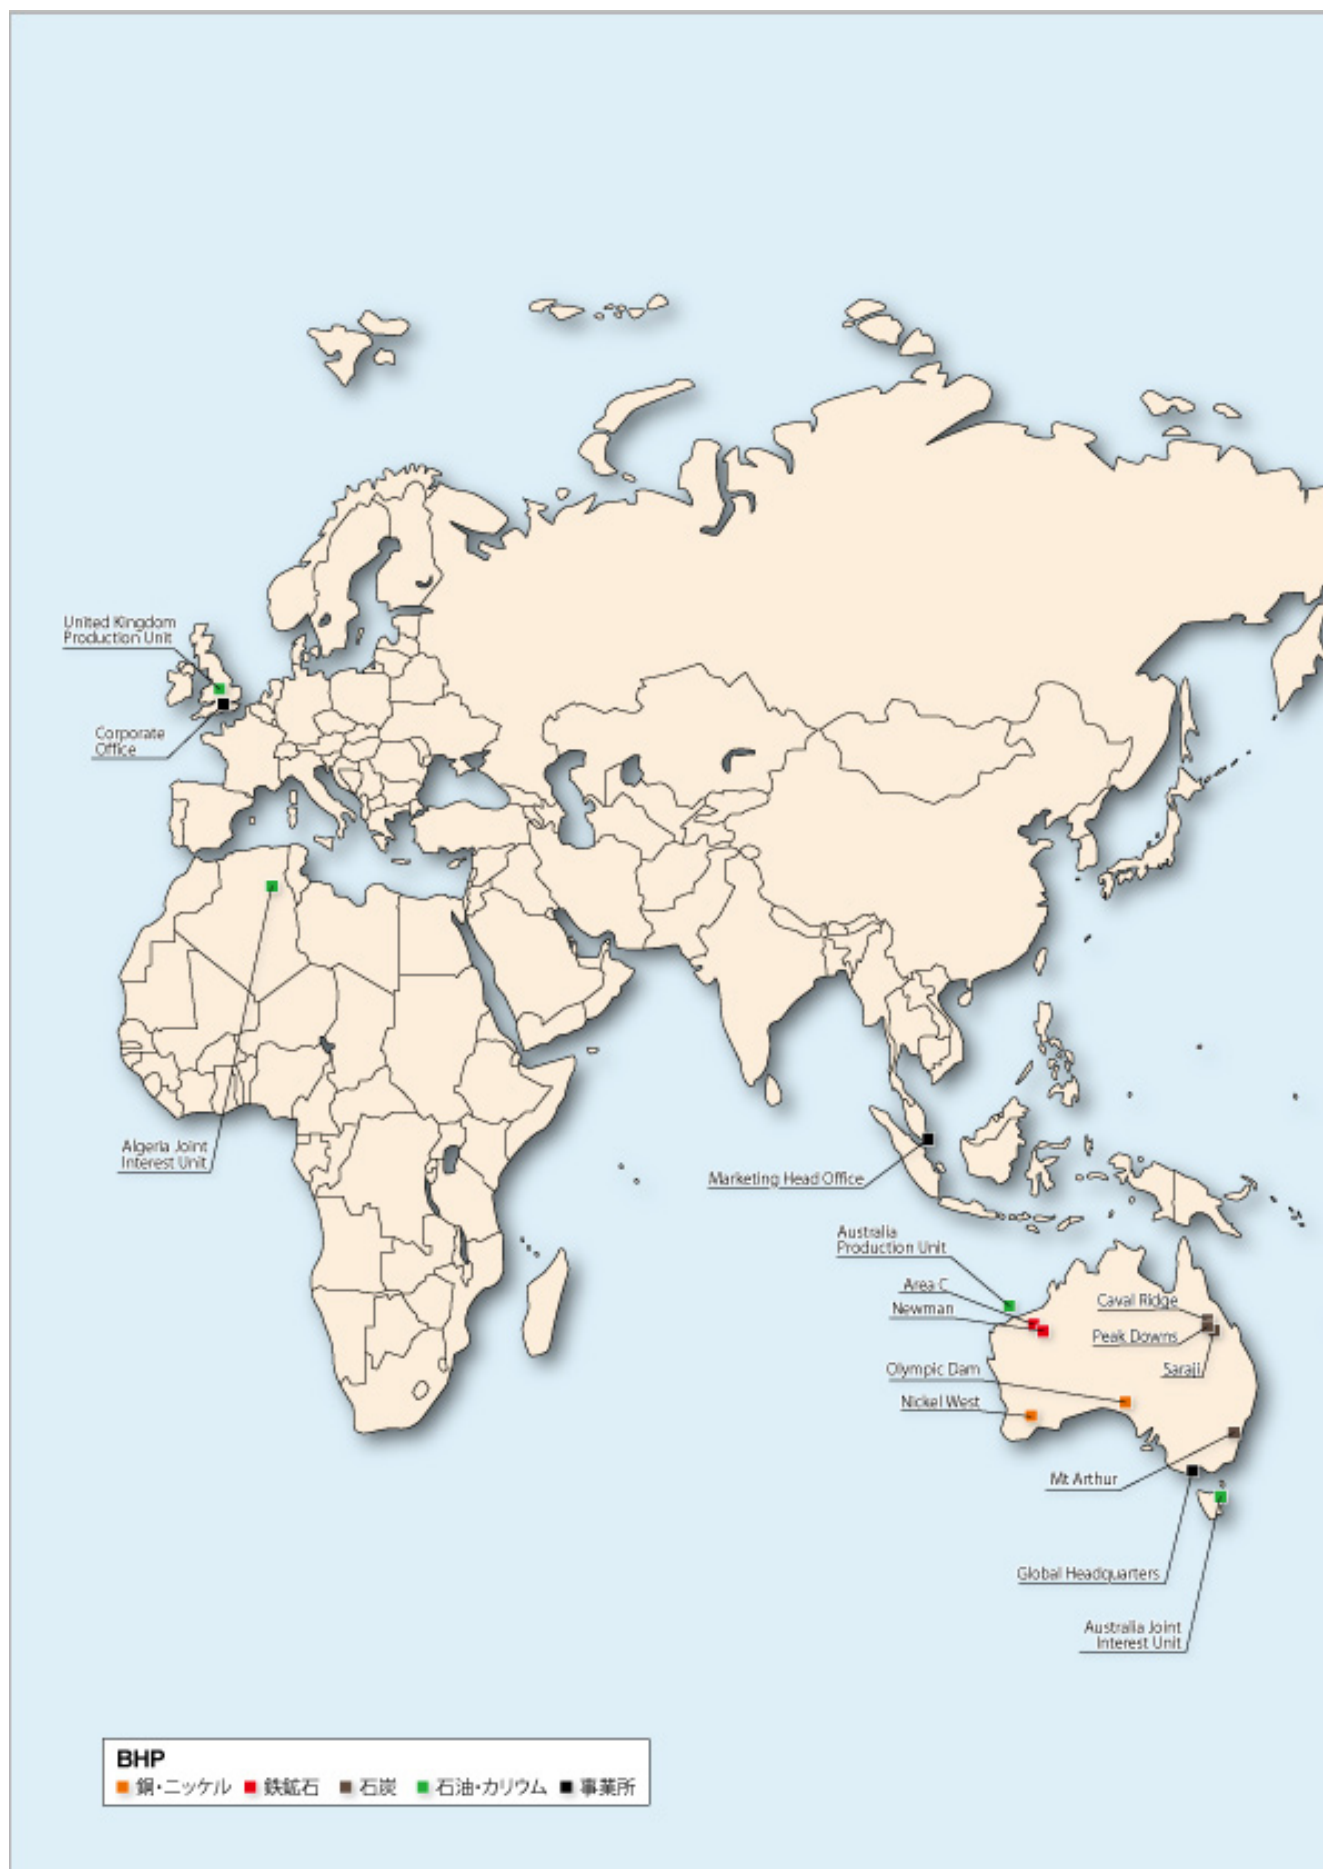 United Kingdom
Production Unit
Corporate
Office
Algeria Joint
Interest Unit
Marketing Head Office
Australia
Production Unit
Area C
Newman
Caval Ridge
Peak Downs
Saraji
Olympic Dam
Nickel West
Mt Arthur
Global Headquarters
Australia Joint
Interest Unit
BHP
銅・ニッケル 鉄鉱石 石炭 石油・カリウム 事業所